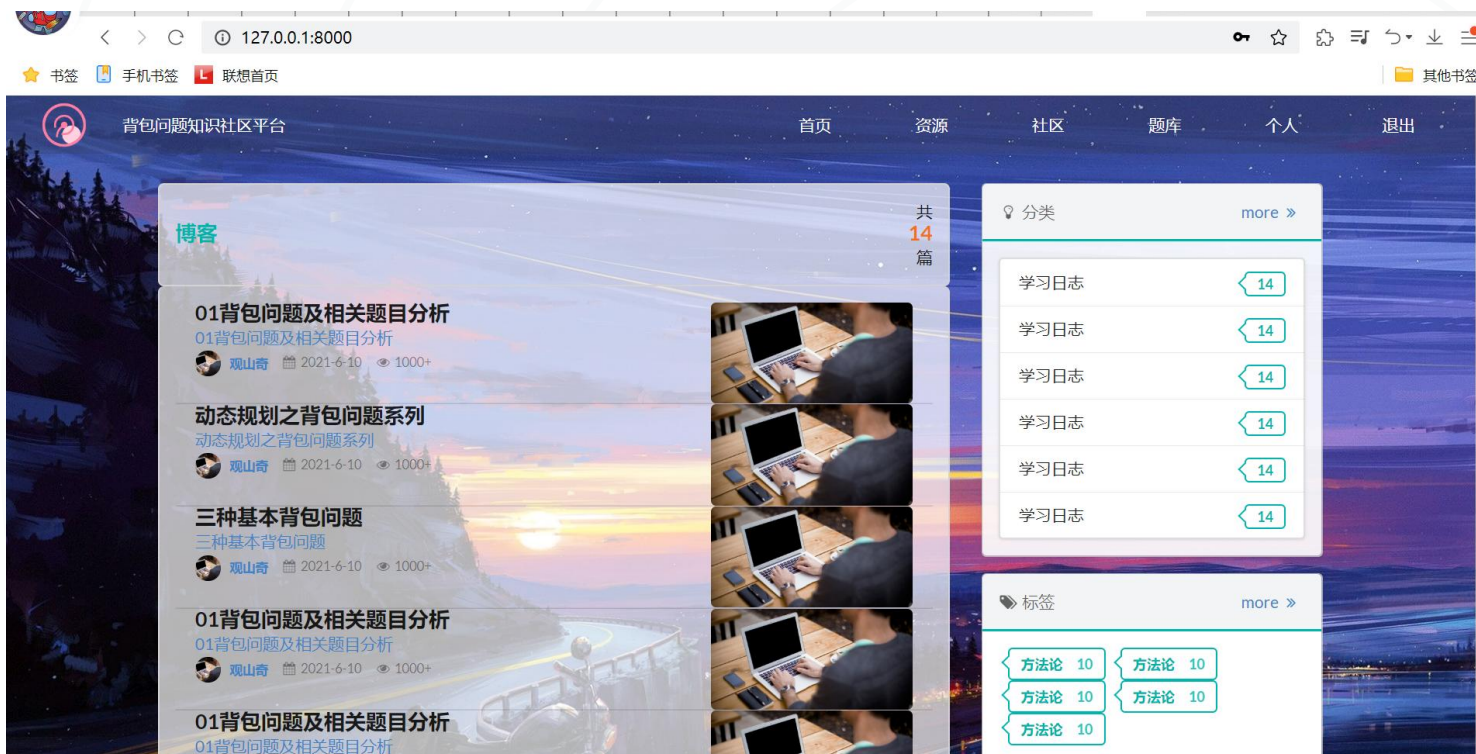 127.0.0.1:8000
书签 手机书签 L 联想首页 其他书签
背包问题知识社区平台 首页 资源 社区 题库 个人 退出
博客
共
14
篇
01背包问题及相关题目分析
01背包问题及相关题目分析
观山奇 2021-6-10 1000+
动态规划之背包问题系列
动态规划之背包问题系列
观山奇 2021-6-10 1000+
三种基本背包问题
三种基本背包问题
观山奇 2021-6-10 1000+
01背包问题及相关题目分析
01背包问题及相关题目分析
观山奇 2021-6-10 1000+
01背包问题及相关题目分析
01背包问题及相关题目分析
分类 more »
学习日志 14
学习日志 14
学习日志 14
学习日志 14
学习日志 14
学习日志 14
标签 more »
方法论 10 方法论 10
方法论 10 方法论 10
方法论 10